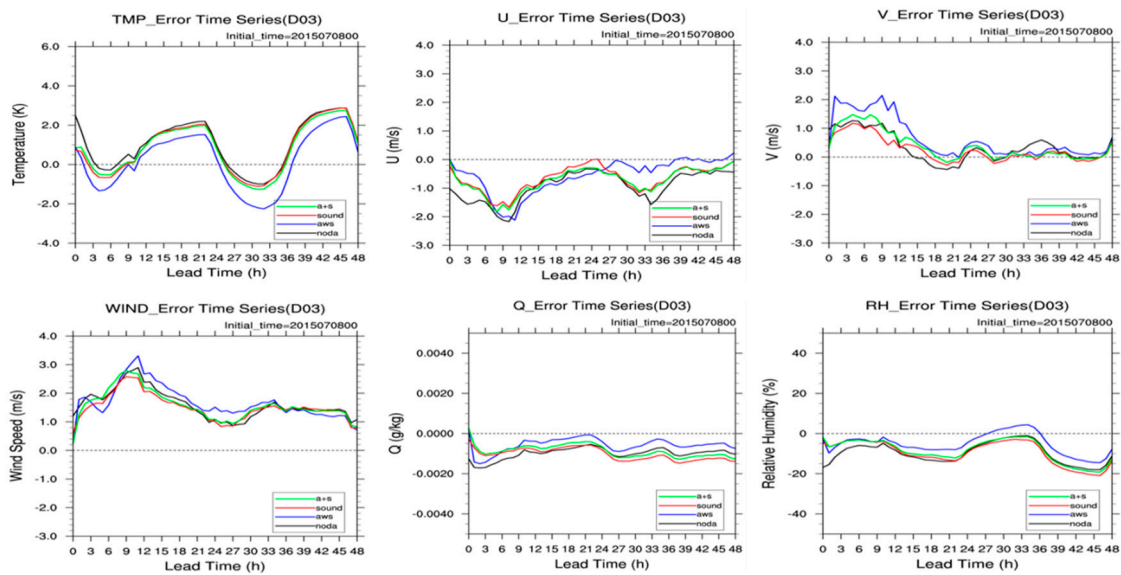 TMP_Error Time Series(D03)
Initial_time=2015070800
6.0
4.0
2.0
0.0
-2.0
-4.0
Temperature (K)
a+s
sound
aws
noda
0 3 6 9 12 15 18 21 24 27 30 33 36 39 42 45 48
Lead Time (h)
U_Error Time Series(D03)
Initial_time=2015070800
4.0
3.0
2.0
1.0
0.0
-1.0
-2.0
-3.0
U (m/s)
a+s
sound
aws
noda
0 3 6 9 12 15 18 21 24 27 30 33 36 39 42 45 48
Lead Time (h)
V_Error Time Series(D03)
Initial_time=2015070800
4.0
3.0
2.0
1.0
0.0
-1.0
-2.0
-3.0
V (m/s)
a+s
sound
aws
noda
0 3 6 9 12 15 18 21 24 27 30 33 36 39 42 45 48
Lead Time (h)
WIND_Error Time Series(D03)
Initial_time=2015070800
4.0
3.0
2.0
1.0
0.0
-1.0
-2.0
-3.0
Wind Speed (m/s)
a+s
sound
aws
noda
0 3 6 9 12 15 18 21 24 27 30 33 36 39 42 45 48
Lead Time (h)
Q_Error Time Series(D03)
Initial_time=2015070800
0.0040
0.0020
0.0000
-0.0020
-0.0040
Q (g/kg)
a+s
sound
aws
noda
0 3 6 9 12 15 18 21 24 27 30 33 36 39 42 45 48
Lead Time (h)
RH_Error Time Series(D03)
Initial_time=2015070800
40
20
0
-20
-40
Relative Humidity (%)
a+s
sound
aws
noda
0 3 6 9 12 15 18 21 24 27 30 33 36 39 42 45 48
Lead Time (h)